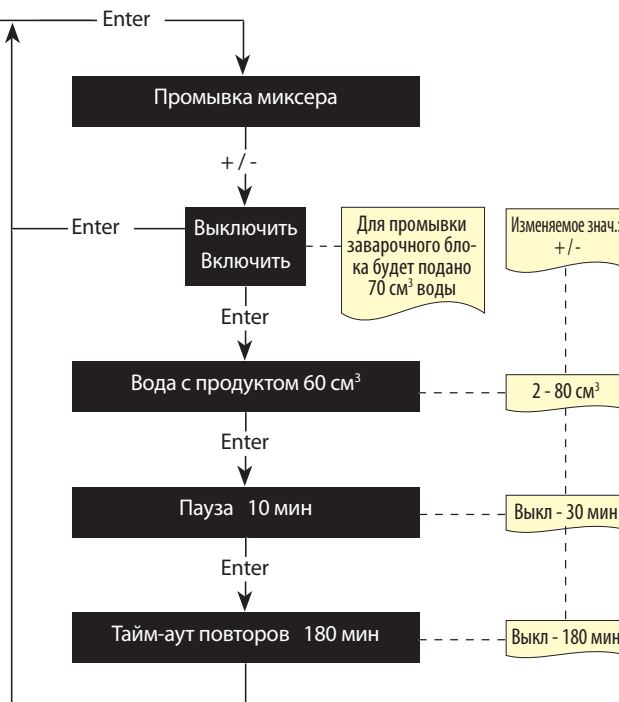 Enter
Промывка миксера
+ / -
Enter
Выключить
Включить
Для промывки
заварочного бло-
ка будет подано
70 см³ воды
Изменяемое знач.:
+ / -
Enter
Вода с продуктом 60 см³
2 - 80 см³
Enter
Пауза 10 мин
Выкл - 30 мин
Enter
Тайм-аут повторов 180 мин
Выкл - 180 мин